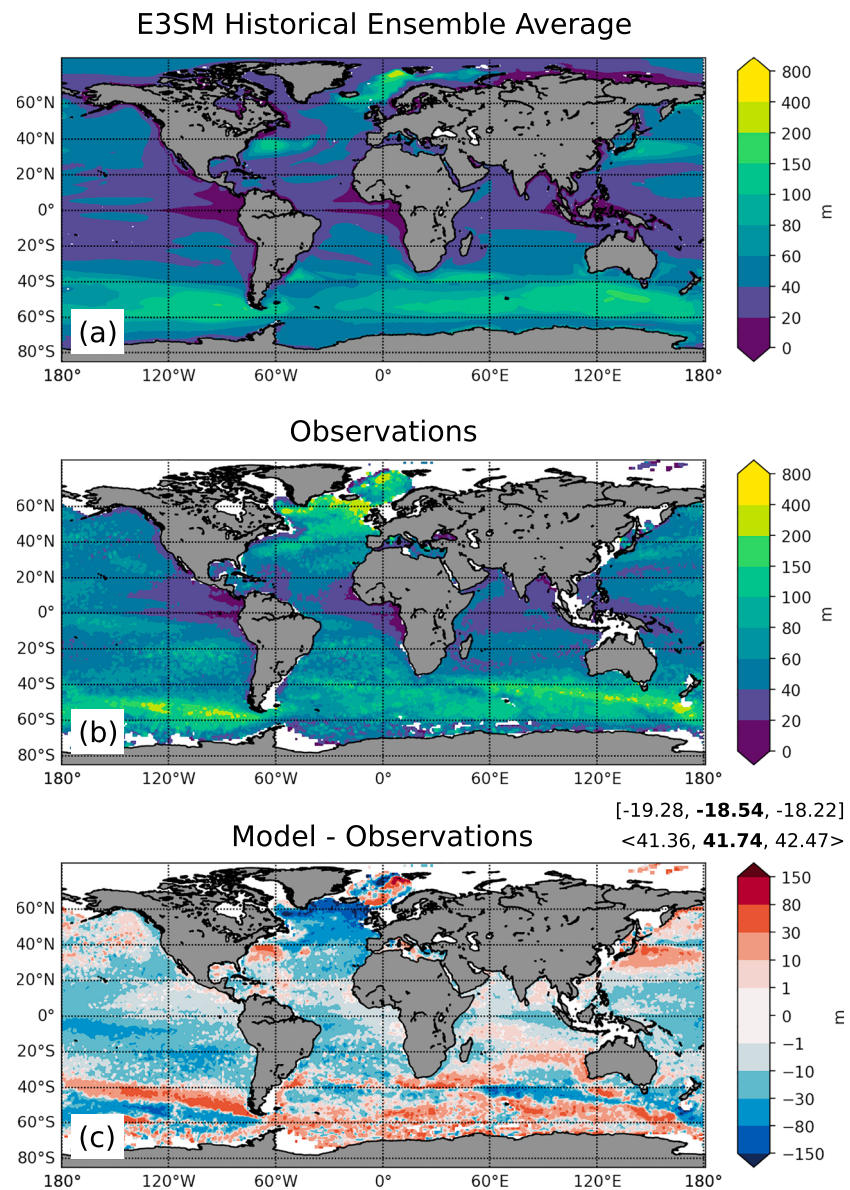 E3SM Historical Ensemble Average
60°N
40°N
20°N
0°
20°S
40°S
60°S
80°S
(a)
180° 120°W 60°W 0° 60°E 120°E 180°
800
400
200
150
100
80
60
40
20
0
m
Observations
60°N
40°N
20°N
0°
20°S
40°S
60°S
80°S
(b)
180° 120°W 60°W 0° 60°E 120°E 180°
800
400
200
150
100
80
60
40
20
0
m
[-19.28, -18.54, -18.22]
<41.36, 41.74, 42.47>
Model - Observations
60°N
40°N
20°N
0°
20°S
40°S
60°S
80°S
(c)
180° 120°W 60°W 0° 60°E 120°E 180°
150
80
30
10
1
0
−1
−10
−30
−80
−150
m